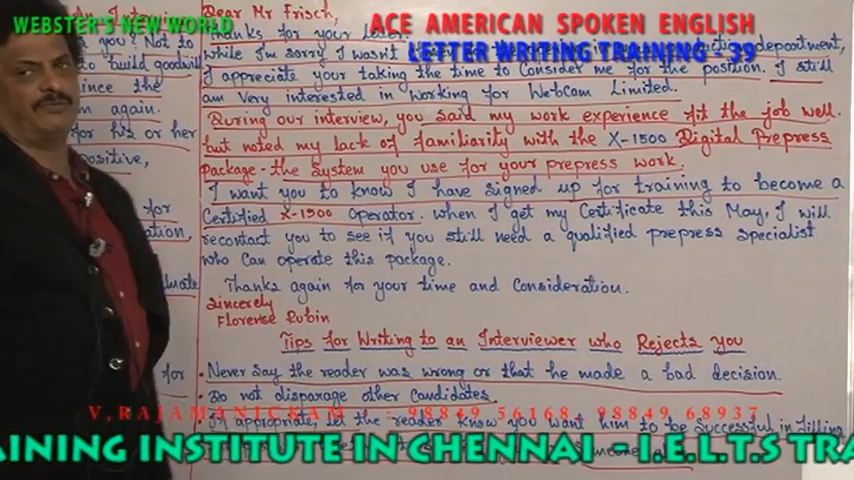 WEBSTER'S NEW WORLD
ACE AMERICAN SPOKEN ENGLISH
LETTER WRITING TRAINING - 39
you? Not to
to build goodwill
since the
again.
for his or her
positive,
for
for
Dear Mr Frisch,
Thanks for your letter.
while I'm sorry I wasn't department,
I appreciate your taking the time to consider me for the position. I still
am very interested in working for Webcam Limited.
During our interview, you said my work experience fit the job well.
but noted my lack of familiarity with the X-1500 Digital Prepress
Package - the system you use for your prepress work.
I want you to know I have signed up for training to become a
Certified X-1500 Operator. when I get my Certificate this May, I will
recontact you to see if you still need a qualified prepress specialist
who can operate this package.
Thanks again for your time and Consideration.
Sincerely
Florence Rubin
Tips for Writing to an Interviewer who Rejects you
• Never say the reader was wrong or that he made a bad decision.
• Do not disparage other Candidates
• If appropriate, let the reader know you want him to be successful in filling
V.RAJAMANICKAM : 98849 56168 98849 68937
AINING INSTITUTE IN CHENNAI - I.E.L.T.S TRA